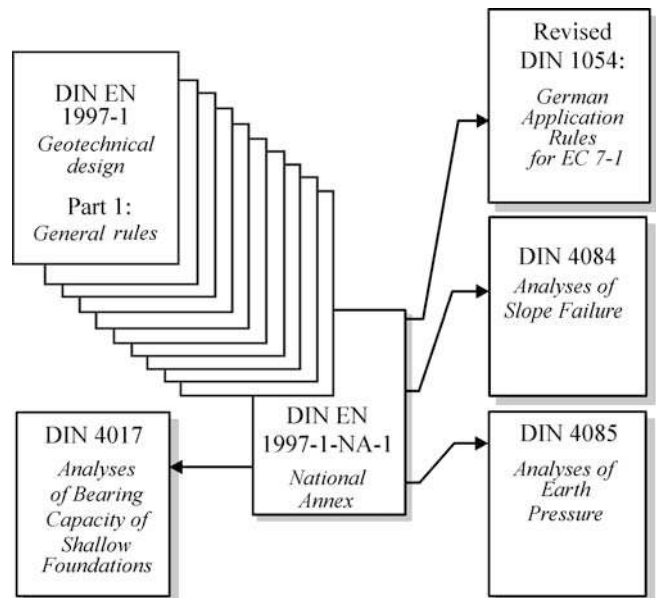 DIN EN
1997-1
Geotechnical
design
Part 1:
General rules
Revised
DIN 1054:
German
Application
Rules
for EC 7-1
DIN 4084
Analyses of
Slope Failure
DIN EN
1997-1-NA-1
National
Annex
DIN 4017
Analyses
of Bearing
Capacity of
Shallow
Foundations
DIN 4085
Analyses of
Earth
Pressure